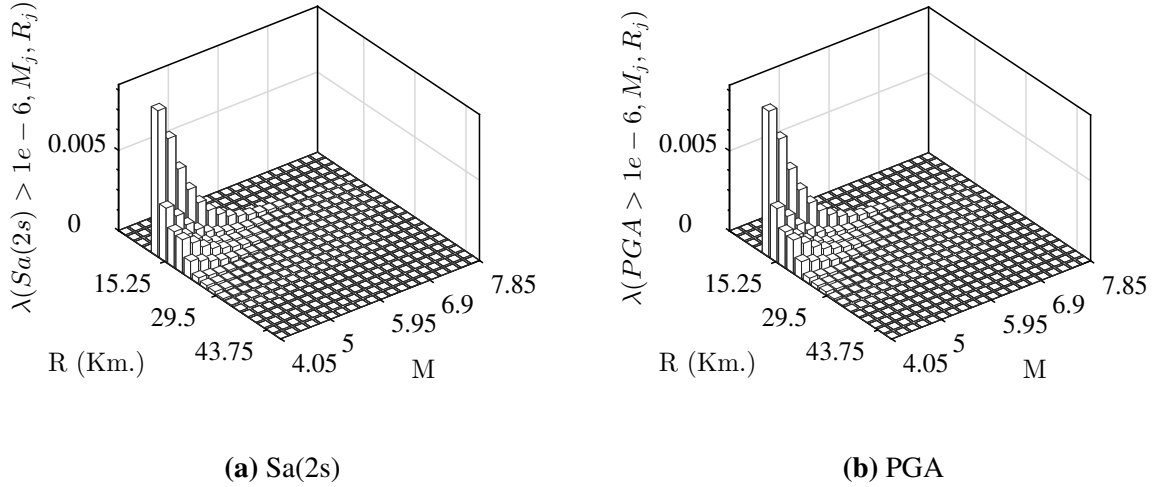 λ(Sa(2s) > 1e − 6, M_j, R_j)
0.005
0
15.25
29.5
43.75
R (Km.)
4.05
5
5.95
6.9
7.85
M
(a) Sa(2s)
λ(PGA > 1e − 6, M_j, R_j)
0.005
0
15.25
29.5
43.75
R (Km.)
4.05
5
5.95
6.9
7.85
M
(b) PGA